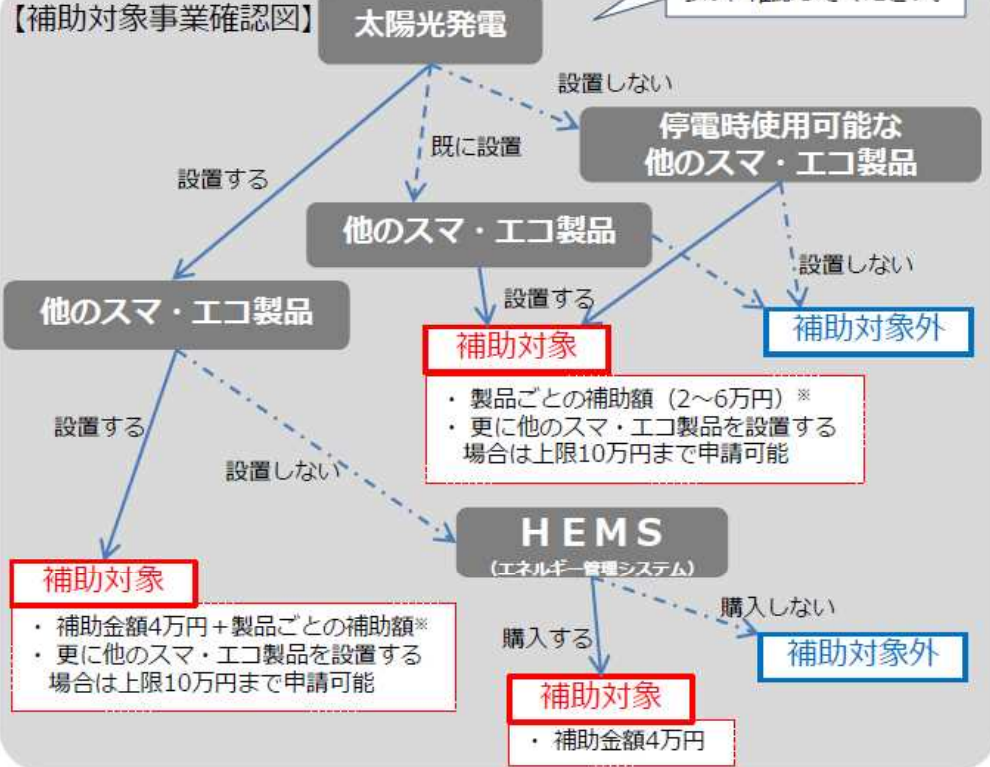 【補助対象事業確認図】
太陽光発電
設置しない
停電時使用可能な
他のスマ・エコ製品
既に設置
設置する
他のスマ・エコ製品
設置しない
他のスマ・エコ製品
設置する
補助対象外
補助対象
・ 製品ごとの補助額（2～6万円）※
・ 更に他のスマ・エコ製品を設置する
場合は上限10万円まで申請可能
設置する
設置しない
ＨＥＭＳ
（エネルギー管理システム）
補助対象
・ 補助金額4万円＋製品ごとの補助額※
・ 更に他のスマ・エコ製品を設置する
場合は上限10万円まで申請可能
購入しない
購入する
補助対象外
補助対象
・ 補助金額4万円